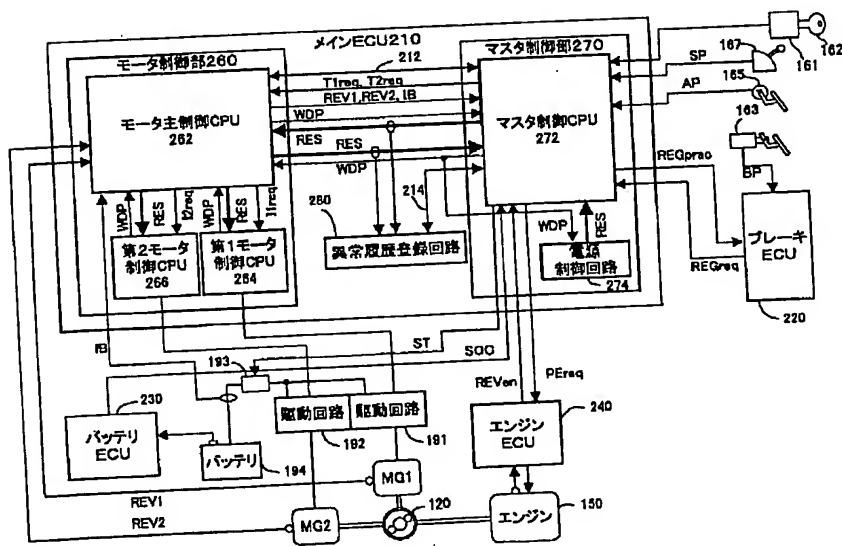 メインECU210
モータ制御部260
212
マスタ制御部270
161
162
SP
167
AP
165
T1req, T2req
REV1,REV2, IB
WDP
RES
RES
WDP
モータ主制御CPU
262
マスタ制御CPU
272
163
BP
REGprac
REGreq
ブレーキ
ECU
220
214
280
異常履歴登録回路
WDP
RES
電源
制御回路
274
WDP
RES
T2req
WDP
RES
T1req
第2モータ
制御CPU
266
第1モータ
制御CPU
264
IB
ST
SOC
193
230
バッテリ
ECU
バッテリ
194
駆動回路
192
駆動回路
191
REVen
PEreq
240
エンジン
ECU
REV1
REV2
MG1
MG2
120
エンジン
150